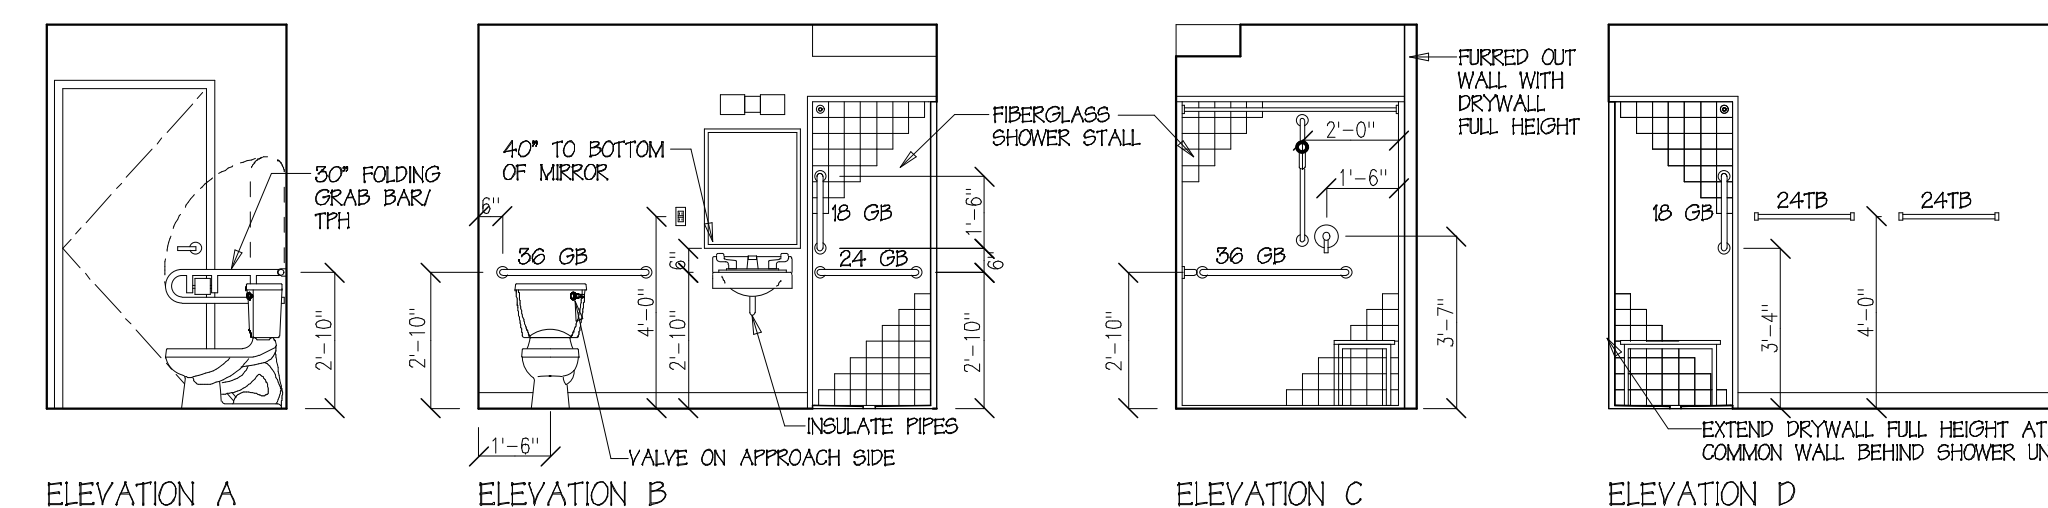 30" FOLDING
GRAB BAR/
TPH
2'-10"
ELEVATION A
40" TO BOTTOM
OF MIRROR
6"
36 GB
2'-10"
4'-0"
6"
2'-10"
18 GB
24 GB
1'-6"
6"
2'-10"
1'-6"
INSULATE PIPES
VALVE ON APPROACH SIDE
ELEVATION B
FIBERGLASS
SHOWER STALL
FURRED OUT
WALL WITH
DRYWALL
FULL HEIGHT
2'-0"
1'-6"
36 GB
2'-10"
3'-7"
ELEVATION C
18 GB
24TB
24TB
3'-4"
4'-0"
EXTEND DRYWALL FULL HEIGHT AT
COMMON WALL BEHIND SHOWER
ELEVATION D